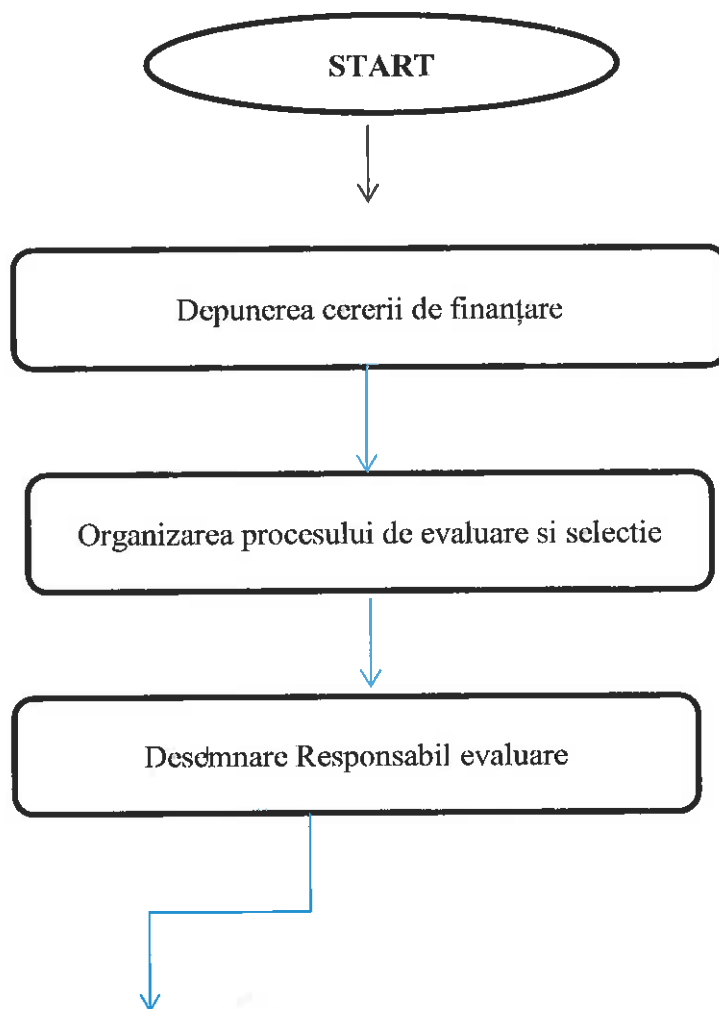 START
Depunerea cererii de finanțare
Organizarea procesului de evaluare si selectie
Desemnare Responsabil evaluare